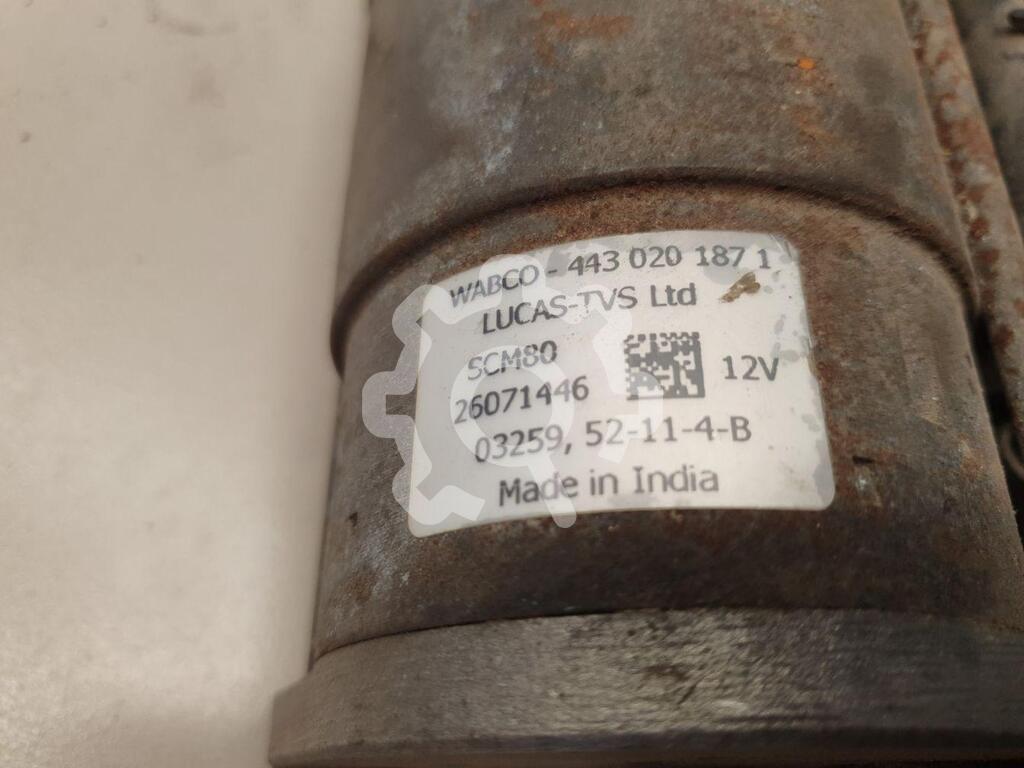 WABCO - 443 020 187 1
LUCAS-TVS Ltd
SCM80
12V
26071446
03259, 52-11-4-B
Made in India